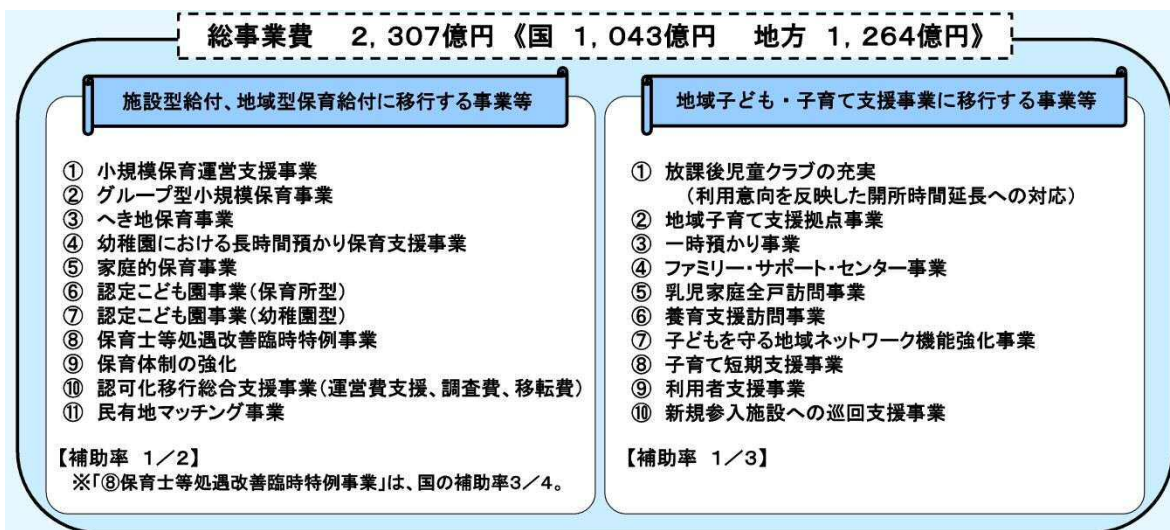 総事業費 2,307億円《国 1,043億円 地方 1,264億円》
施設型給付、地域型保育給付に移行する事業等
① 小規模保育運営支援事業
② グループ型小規模保育事業
③ へき地保育事業
④ 幼稚園における長時間預かり保育支援事業
⑤ 家庭的保育事業
⑥ 認定こども園事業(保育所型)
⑦ 認定こども園事業(幼稚園型)
⑧ 保育士等処遇改善臨時特例事業
⑨ 保育体制の強化
⑩ 認可化移行総合支援事業(運営費支援、調査費、移転費)
⑪ 民有地マッチング事業
【補助率 1/2】
※「⑧保育士等処遇改善臨時特例事業」は、国の補助率3/4。
地域子ども・子育て支援事業に移行する事業等
① 放課後児童クラブの充実
(利用意向を反映した開所時間延長への対応)
② 地域子育て支援拠点事業
③ 一時預かり事業
④ ファミリー・サポート・センター事業
⑤ 乳児家庭全戸訪問事業
⑥ 養育支援訪問事業
⑦ 子どもを守る地域ネットワーク機能強化事業
⑧ 子育て短期支援事業
⑨ 利用者支援事業
⑩ 新規参入施設への巡回支援事業
【補助率 1/3】